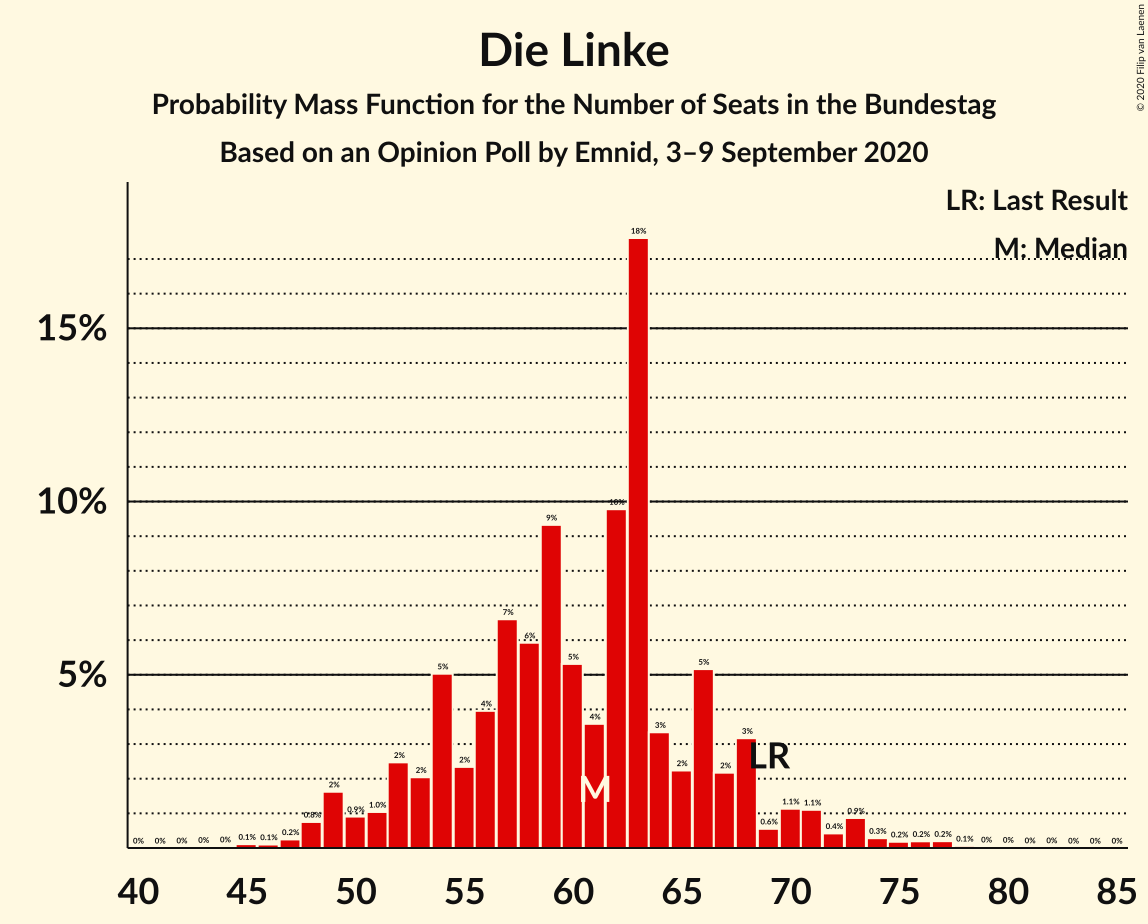 Die Linke
Probability Mass Function for the Number of Seats in the Bundestag
Based on an Opinion Poll by Emnid, 3–9 September 2020
© 2020 Filip van Laenen
LR: Last Result
M: Median
15%
10%
5%
0% 0% 0% 0% 0% 0.1% 0.1% 0.2% 0.8% 2% 0.9% 1.0% 2% 2% 5% 2% 4% 7% 6% 9% 5% 4% 10% 18% 3% 2% 5% 2% 3% 0.6% 1.1% 1.1% 0.4% 0.9% 0.3% 0.2% 0.2% 0.2% 0.1% 0% 0% 0% 0% 0% 0% 0%
M
LR
40 45 50 55 60 65 70 75 80 85